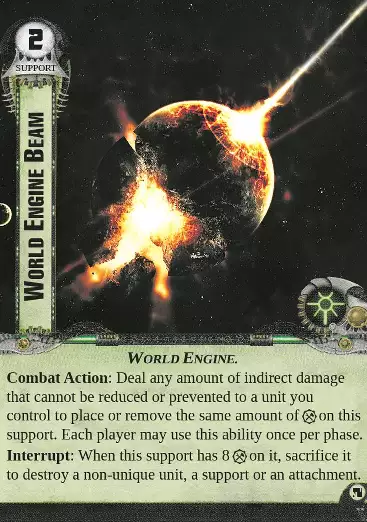 2
SUPPORT
WORLD ENGINE BEAM
WORLD ENGINE.
Combat Action: Deal any amount of indirect damage
that cannot be reduced or prevented to a unit you
control to place or remove the same amount of on this
support. Each player may use this ability once per phase.
Interrupt: When this support has 8 on it, sacrifice it
to destroy a non-unique unit, a support or an attachment.